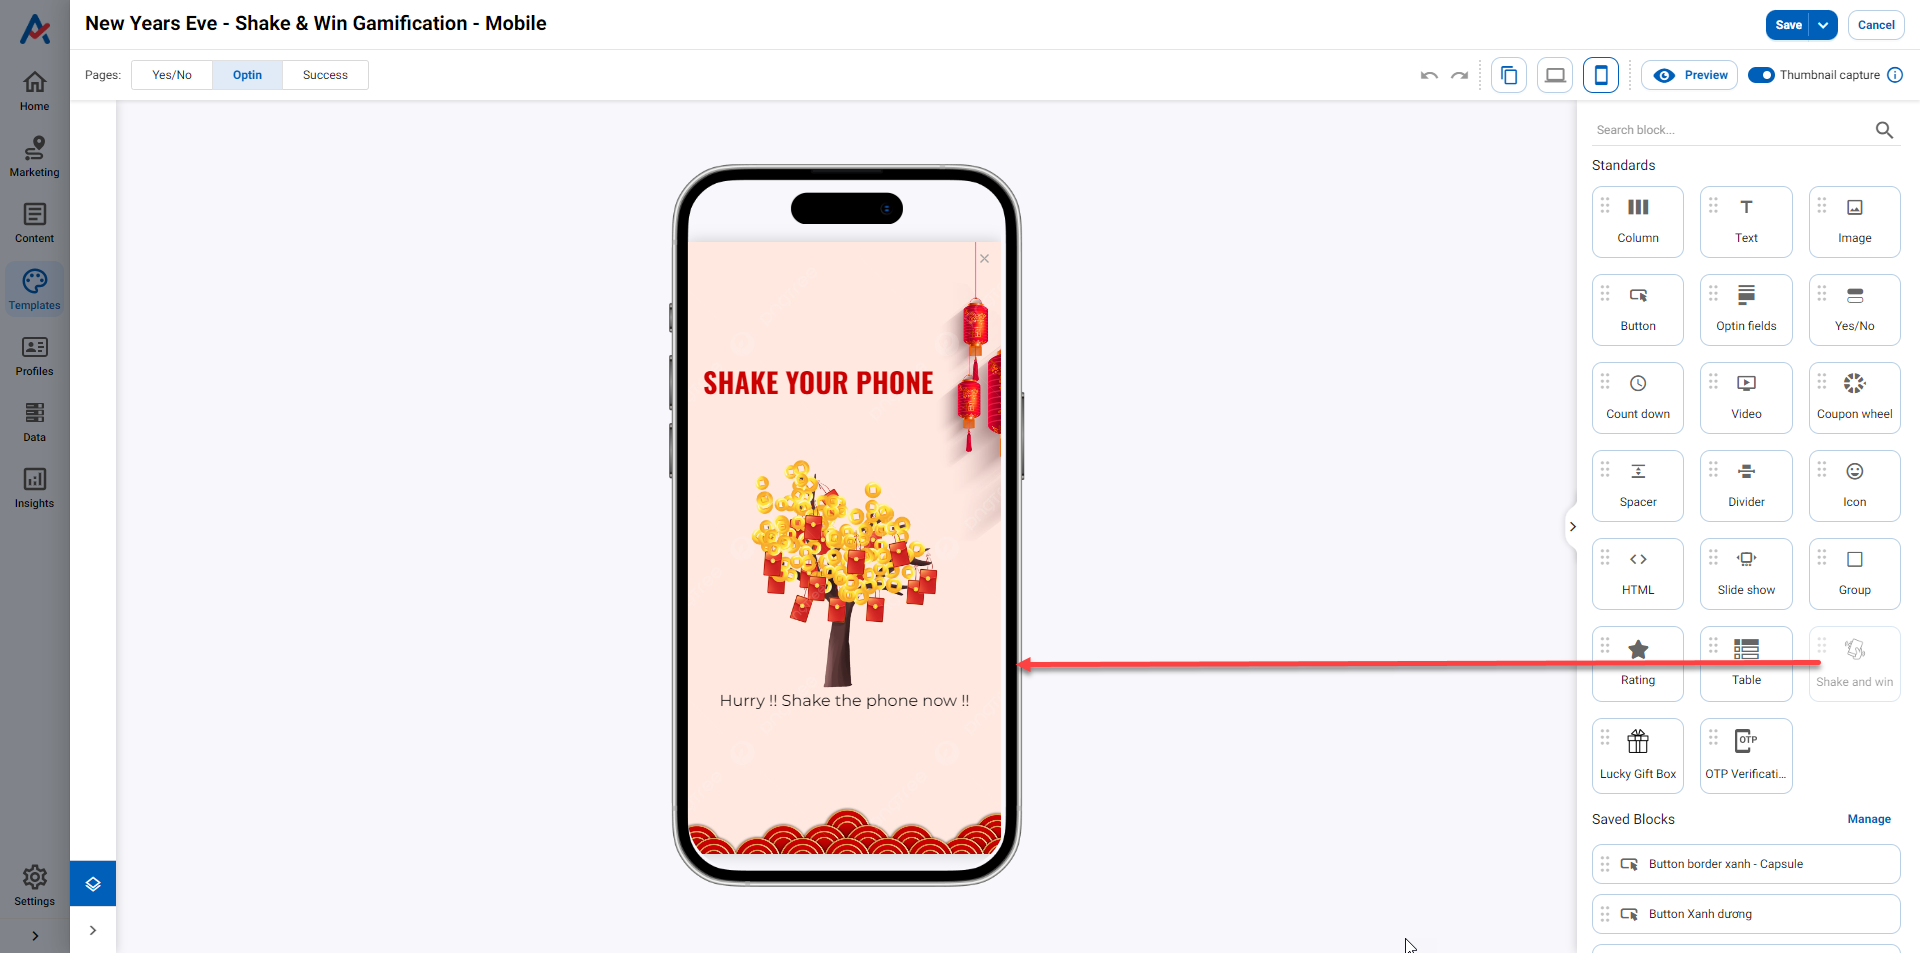 New Years Eve - Shake & Win Gamification - Mobile
Save
Cancel
Pages:
Yes/No
Optin
Success
Preview
Thumbnail capture
Home
Marketing
Content
Templates
Profiles
Data
Insights
Settings
SHAKE YOUR PHONE
Hurry !! Shake the phone now !!
Search block...
Standards
Column
Text
Image
Button
Optin fields
Yes/No
Count down
Video
Coupon wheel
Spacer
Divider
Icon
HTML
Slide show
Group
Rating
Table
Shake and win
OTP
Lucky Gift Box
OTP Verificati...
Saved Blocks
Manage
Button border xanh - Capsule
Button Xanh dương